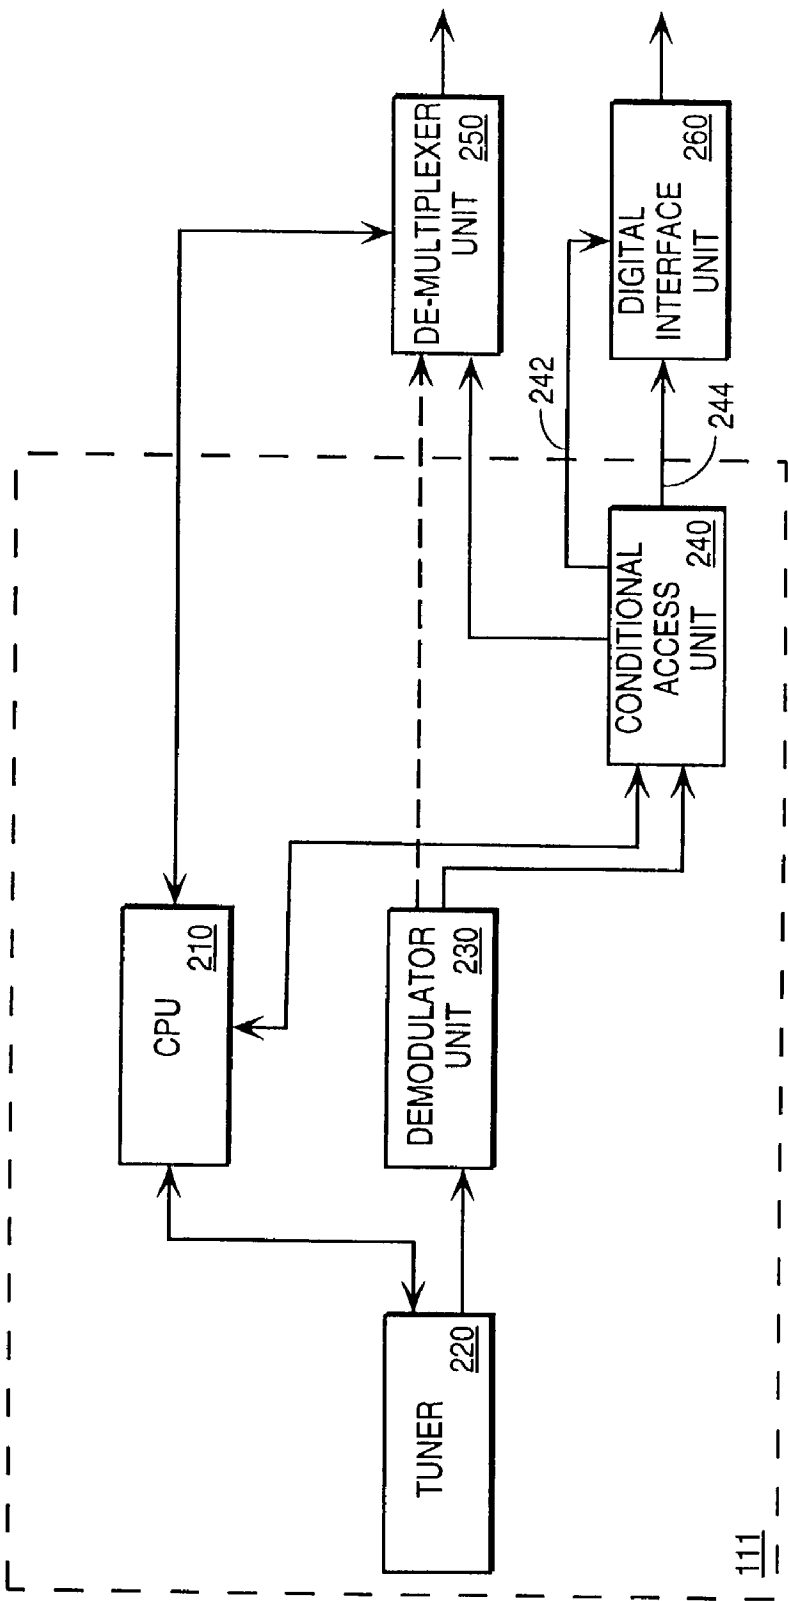 CPU
210
TUNER
220
DEMODULATOR
UNIT
230
DE-MULTIPLEXER
UNIT
250
CONDITIONAL
ACCESS
UNIT
240
242
244
DIGITAL
INTERFACE
UNIT
260
111